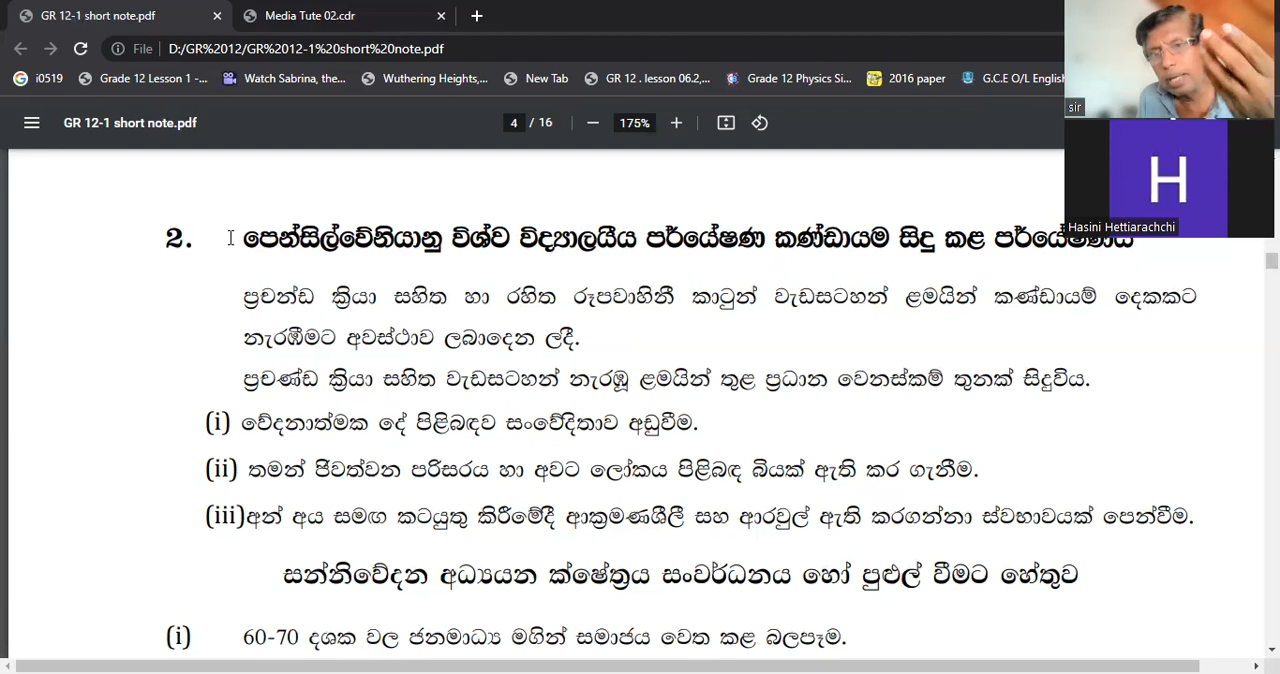 GR 12-1 short note.pdf
Media Tute 02.cdr
File D:/GR%2012/GR%2012-1%20short%20note.pdf
i0519 Grade 12 Lesson 1 -... Watch Sabrina, the... Wuthering Heights,... New Tab GR 12 . lesson 06.2,... Grade 12 Physics Si... 2016 paper G.C.E O/L English
sir
GR 12-1 short note.pdf 4 / 16 175%
H
Hasini Hettiarachchi
2. පෙන්සිල්වේනියානු විශ්ව විද්‍යාලයීය පර්යේෂණ කණ්ඩායම සිදු කළ පර්යේෂණය
ප්‍රචන්ඩ ක්‍රියා සහිත හා රහිත රූපවාහිනී කාටුන් වැඩසටහන් ළමයින් කණ්ඩායම් දෙකකට
නැරඹීමට අවස්ථාව ලබාදෙන ලදී.
ප්‍රචණ්ඩ ක්‍රියා සහිත වැඩසටහන් නැරඹූ ළමයින් තුළ ප්‍රධාන වෙනස්කම් තුනක් සිදුවිය.
(i) වේදනාත්මක දේ පිළිබඳව සංවේදිතාව අඩුවීම.
(ii) තමන් ජීවත්වන පරිසරය හා අවට ලෝකය පිළිබඳ බියක් ඇති කර ගැනීම.
(iii)අන් අය සමඟ කටයුතු කිරීමේදී ආක්‍රමණශීලී සහ ආරවුල් ඇති කරගන්නා ස්වභාවයක් පෙන්වීම.
සන්නිවේදන අධ්‍යයන ක්ෂේත්‍රය සංවර්ධනය හෝ පුළුල් වීමට හේතුව
(i) 60-70 දශක වල ජනමාධ්‍ය මගින් සමාජය වෙත කළ බලපෑම.